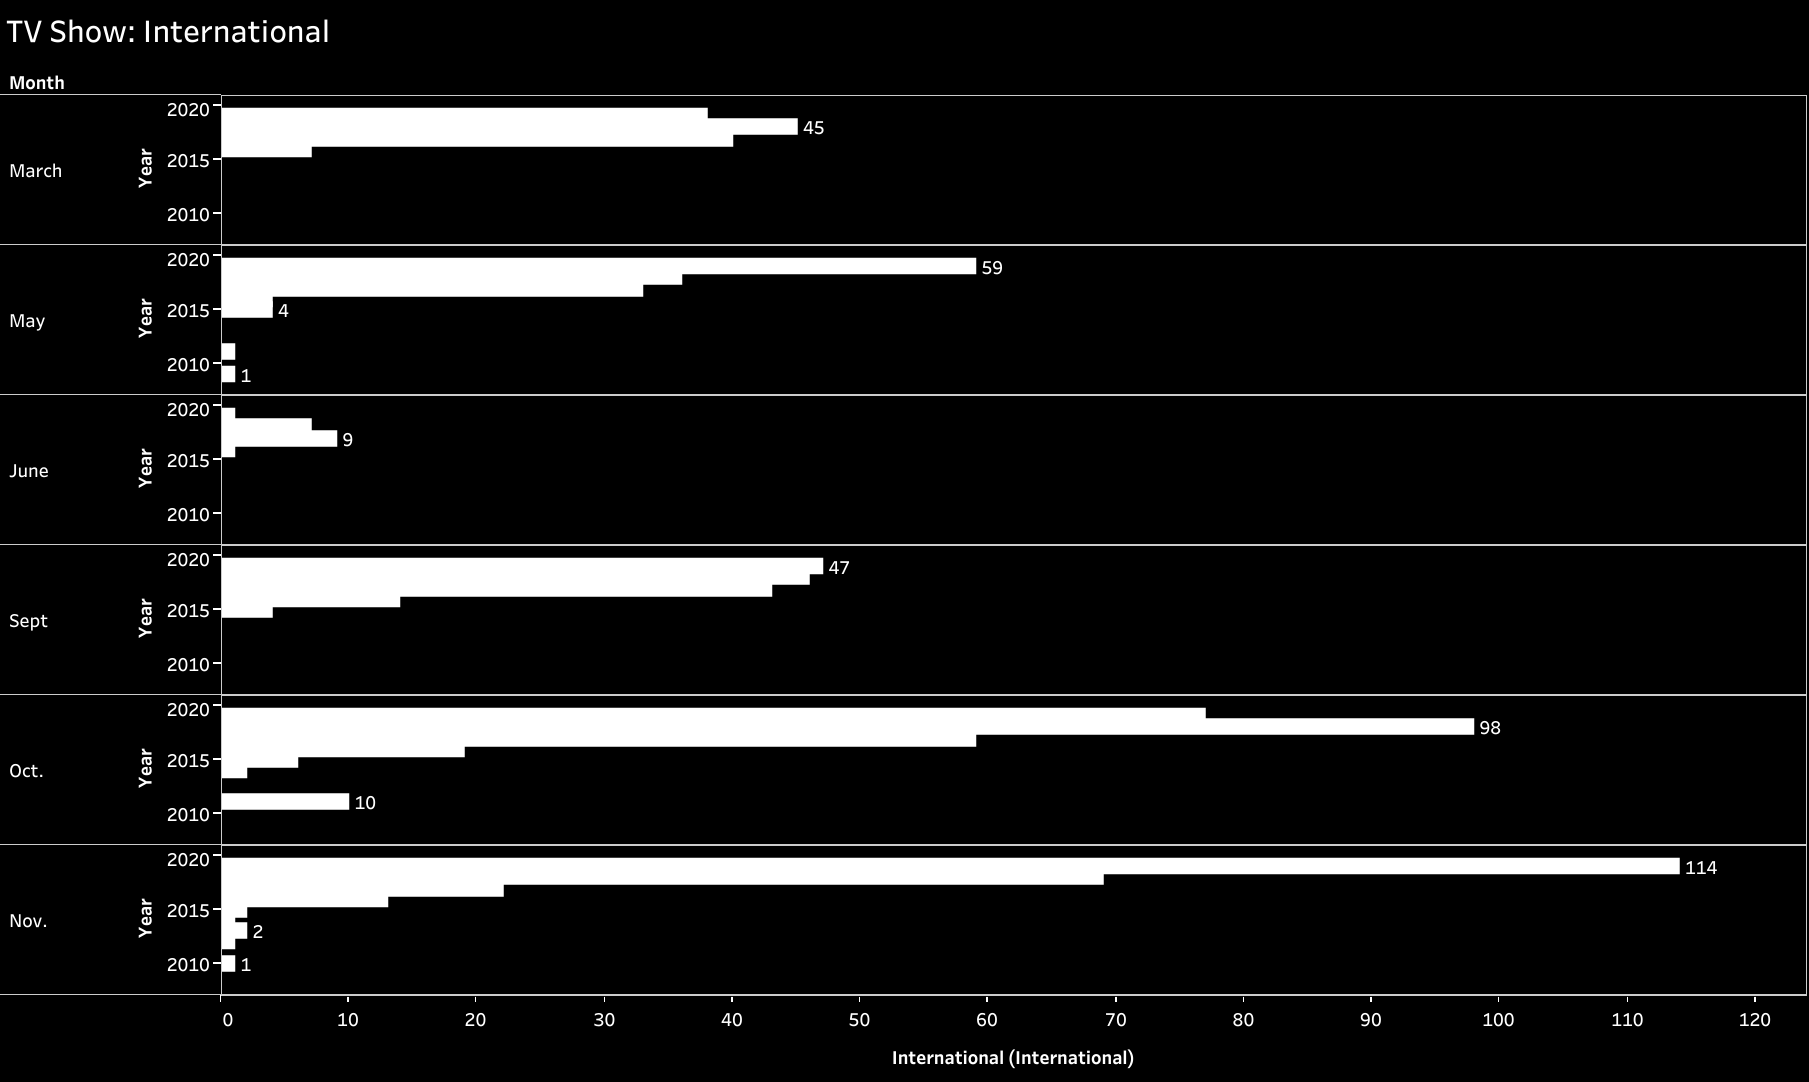 TV Show: International
Month
March
Year
2020
45
2015
2010
May
Year
2020
59
2015
4
2010
1
June
Year
2020
9
2015
2010
Sept
Year
2020
47
2015
2010
Oct.
Year
2020
98
2015
10
2010
Nov.
Year
2020
114
2015
2
2010
1
0 10 20 30 40 50 60 70 80 90 100 110 120
International (International)